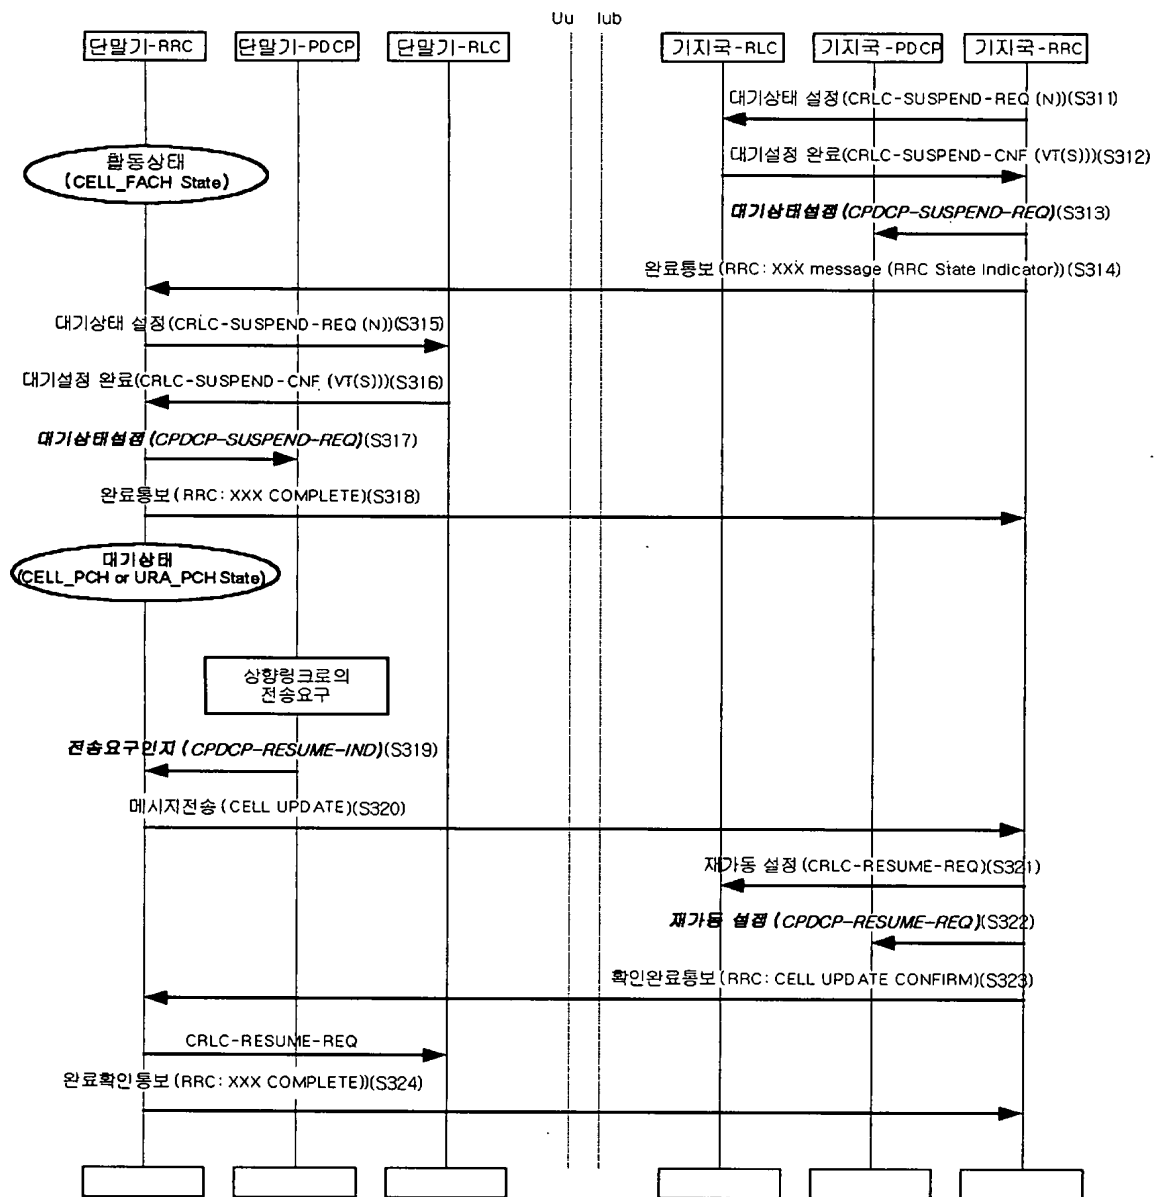 Uu Iub
단말기-RRC 단말기-PDCP 단말기-RLC 기지국-RLC 기지국-PDCP 기지국-RRC
대기상태 설정(CRLC-SUSPEND-REQ (N))(S311)
활동상태
(CELL_FACH State)
대기설정 완료(CRLC-SUSPEND-CNF (VT(S)))(S312)
대기상태설정(CPDCP-SUSPEND-REQ)(S313)
완료통보(RRC: XXX message (RRC State Indicator))(S314)
대기상태 설정(CRLC-SUSPEND-REQ (N))(S315)
대기설정 완료(CRLC-SUSPEND-CNF (VT(S)))(S316)
대기상태설정(CPDCP-SUSPEND-REQ)(S317)
완료통보(RRC: XXX COMPLETE)(S318)
대기상태
(CELL_PCH or URA_PCH State)
상향링크로의
전송요구
전송요구인지(CPDCP-RESUME-IND)(S319)
메시지전송(CELL UPDATE)(S320)
재가동 설정(CRLC-RESUME-REQ)(S321)
재가동 설정(CPDCP-RESUME-REQ)(S322)
확인완료통보(RRC: CELL UPDATE CONFIRM)(S323)
CRLC-RESUME-REQ
완료확인통보(RRC: XXX COMPLETE))(S324)